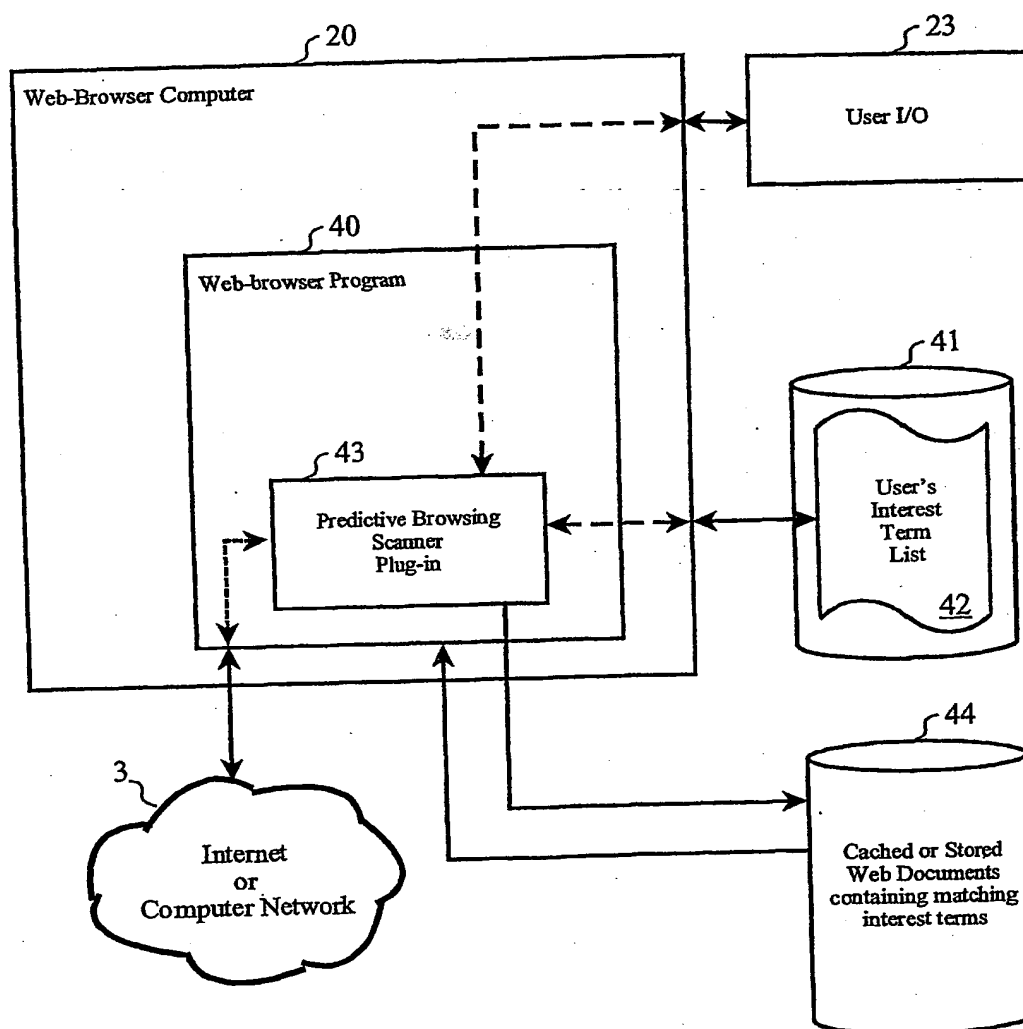 20
23
Web-Browser Computer
User I/O
40
Web-browser Program
41
43
User's
Interest
Term
List
42
Predictive Browsing
Scanner
Plug-in
44
3
Internet
or
Computer Network
Cached or Stored
Web Documents
containing matching
interest terms